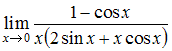 lim x→0 (1 − cos x) / (x(2 sin x + x cos x))